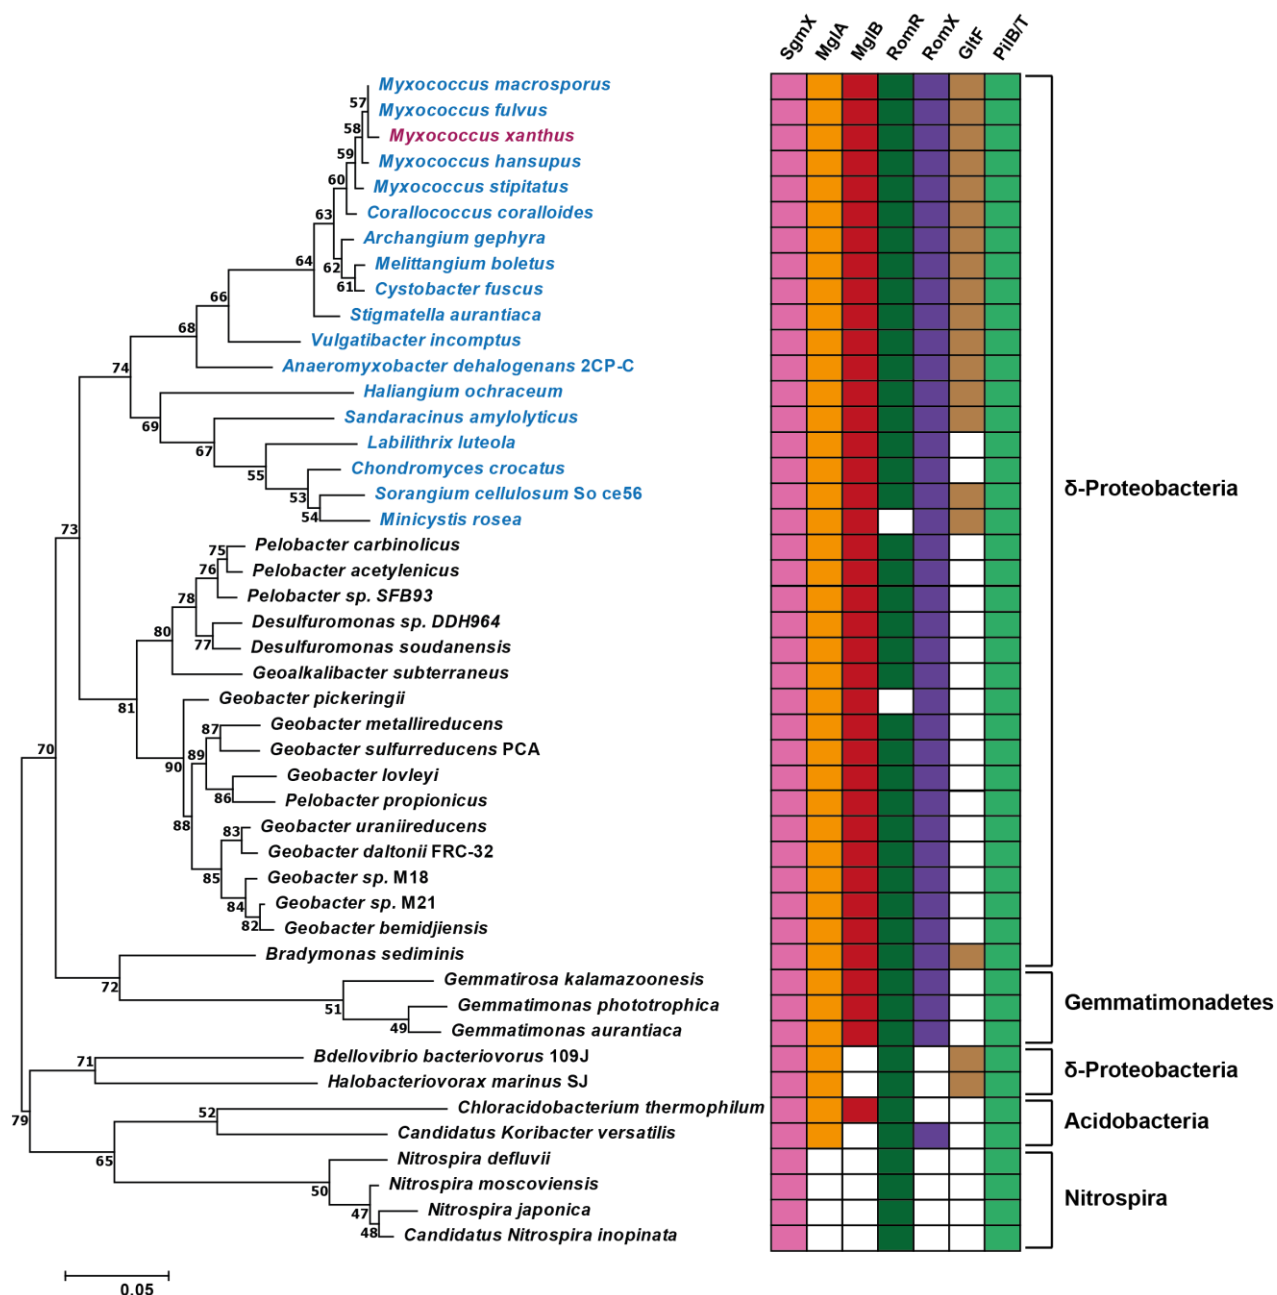 SgmX MglA MglB RomR RomX GltF PilB/T
Myxococcus macrosporus
57
Myxococcus fulvus
58
Myxococcus xanthus
59
Myxococcus hansupus
60
Myxococcus stipitatus
Corallococcus coralloides
63
Archangium gephyra
64
62
Melittangium boletus
61
Cystobacter fuscus
66
Stigmatella aurantiaca
68
Vulgatibacter incomptus
74
Anaeromyxobacter dehalogenans 2CP-C
Haliangium ochraceum
69
Sandaracinus amylolyticus
67
Labilithrix luteola
55
Chondromyces crocatus
53
Sorangium cellulosum So ce56
δ-Proteobacteria
54
Minicystis rosea
73
75
Pelobacter carbinolicus
76
Pelobacter acetylenicus
78
Pelobacter sp. SFB93
Desulfuromonas sp. DDH964
80
77
Desulfuromonas soudanensis
Geoalkalibacter subterraneus
81
Geobacter pickeringii
87
Geobacter metallireducens
70
89
Geobacter sulfurreducens PCA
90
Geobacter lovleyi
86
Pelobacter propionicus
88
83
Geobacter uraniireducens
Geobacter daltonii FRC-32
85
Geobacter sp. M18
84
Geobacter sp. M21
82
Geobacter bemidjiensis
Bradymonas sediminis
72
Gemmatirosa kalamazoonesis
51
Gemmatimonas phototrophica
Gemmatimonadetes
49
Gemmatimonas aurantiaca
71
Bdellovibrio bacteriovorus 109J
δ-Proteobacteria
Halobacteriovorax marinus SJ
79
52
Chloracidobacterium thermophilum
Acidobacteria
Candidatus Koribacter versatilis
65
Nitrospira defluvii
50
Nitrospira moscoviensis
Nitrospira
47
Nitrospira japonica
48
Candidatus Nitrospira inopinata
0.05